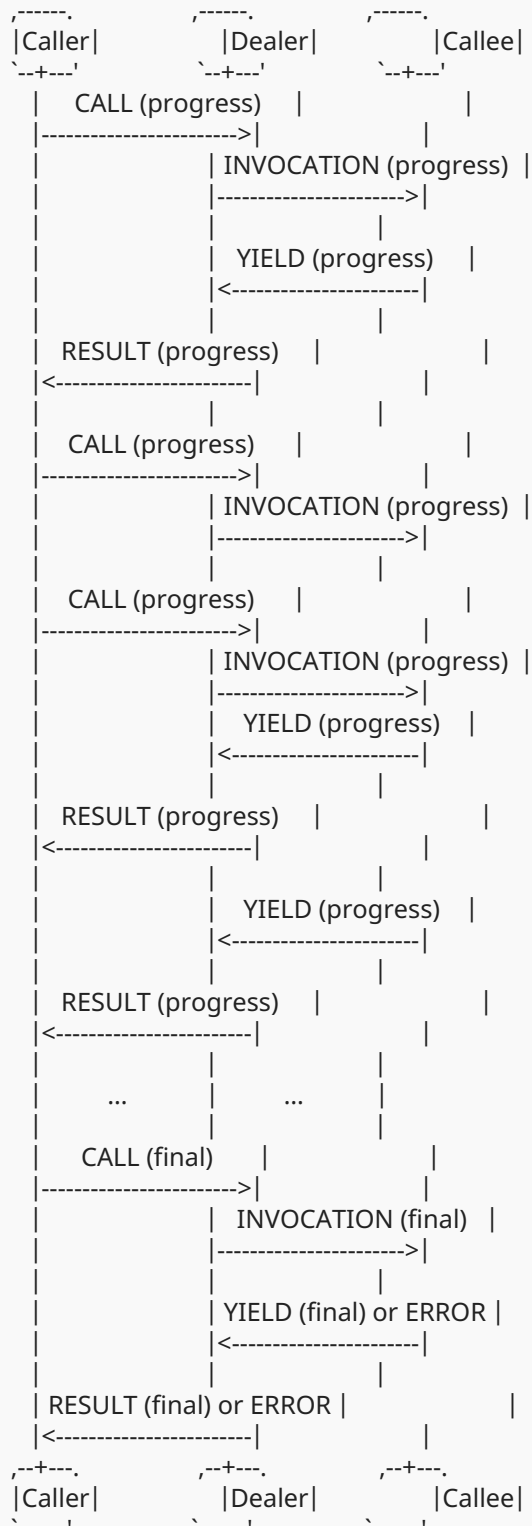 ,------.                    ,------.                   ,------.
|Caller|                    |Dealer|                   |Callee|
`--+---'                    `--+---'                   `--+---'
   |     CALL (progress)     |                         |
   |------------------------>|                         |
   |                         | INVOCATION (progress)  |
   |                         |----------------------->|
   |                         |                         |
   |                         |   YIELD (progress)     |
   |                         |<-----------------------|
   |                         |                         |
   |   RESULT (progress)     |                         |
   |<------------------------|                         |
   |                         |                         |
   |    CALL (progress)      |                         |
   |------------------------>|                         |
   |                         | INVOCATION (progress)  |
   |                         |----------------------->|
   |                         |                         |
   |    CALL (progress)      |                         |
   |------------------------>|                         |
   |                         | INVOCATION (progress)  |
   |                         |----------------------->|
   |                         |    YIELD (progress)    |
   |                         |<-----------------------|
   |                         |                         |
   |   RESULT (progress)     |                         |
   |<------------------------|                         |
   |                         |                         |
   |                         |    YIELD (progress)    |
   |                         |<-----------------------|
   |                         |                         |
   |   RESULT (progress)     |                         |
   |<------------------------|                         |
   |                         |                         |
   |          ...            |          ...            |
   |                         |                         |
   |      CALL (final)       |                         |
   |------------------------>|                         |
   |                         |   INVOCATION (final)   |
   |                         |----------------------->|
   |                         |                         |
   |                         | YIELD (final) or ERROR |
   |                         |<-----------------------|
   |                         |                         |
   | RESULT (final) or ERROR |                         |
   |<------------------------|                         |
,--+---.                    ,--+---.                   ,--+---.
|Caller|                    |Dealer|                   |Callee|
`------'                    `------'                   `------'